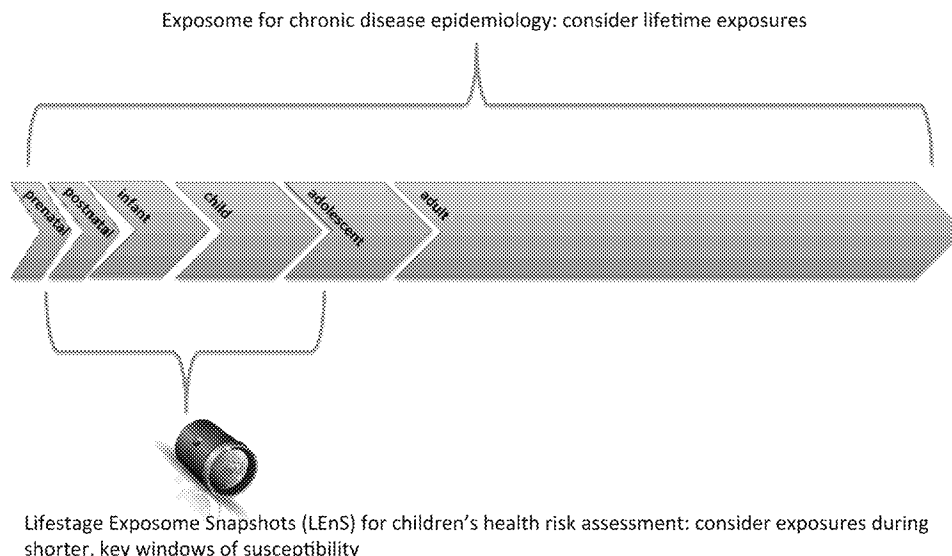 Exposome for chronic disease epidemiology: consider lifetime exposures
prenatal
postnatal
infant
child
adolescent
adult
Lifestage Exposome Snapshots (LEnS) for children's health risk assessment: consider exposures during
shorter, key windows of susceptibility